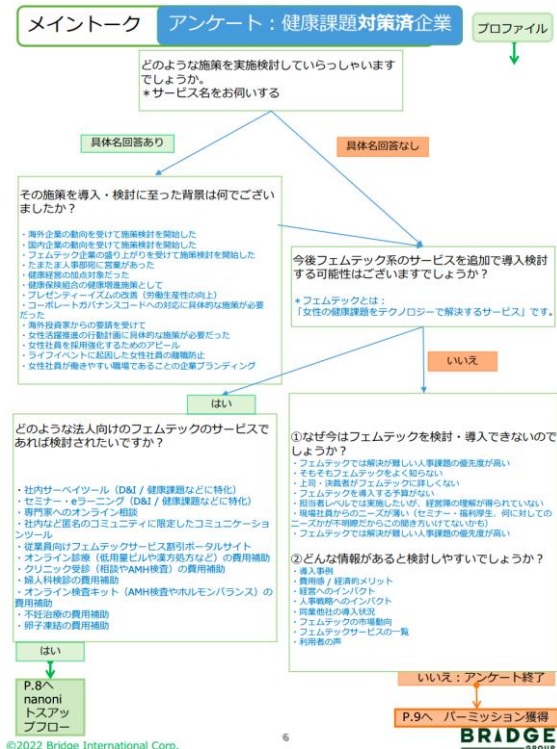 メイントーク
アンケート：健康課題対策済企業
プロファイル
どのような施策を実施検討していらっしゃいます
でしょうか。
＊サービス名をお伺いする
具体名回答あり
具体名回答なし
その施策を導入・検討に至った背景は何でござい
ましたか？
・海外企業の動向を受けて施策検討を開始した
・国内企業の動向を受けて施策検討を開始した
・フェムテック企業の盛り上がりを受けて施策検討を開始した
・たまたま人事部宛に営業があった
・健康経営の加点対象だった
・健康保険組合の健康増進施策として
・プレゼンティーイズムの改善（労働生産性の向上）
・コーポレートガバナンスコードへの対応に具体的な施策が必要
だった
・海外投資家からの要請を受けて
・女性活躍推進の行動計画に具体的な施策が必要だった
・女性社員を採用強化するためのアピール
・ライフイベントに起因した女性社員の離職防止
・女性社員が働きやすい職場であることの企業ブランディング
今後フェムテック系のサービスを追加で導入検討
する可能性はございますでしょうか？
＊フェムテックとは：
「女性の健康課題をテクノロジーで解決するサービス」です。
はい
いいえ
どのような法人向けのフェムテックのサービスで
あれば検討されたいですか？
・社内サーベイツール（D&I / 健康課題などに特化）
・セミナー・eラーニング（D&I / 健康課題などに特化）
・専門家へのオンライン相談
・社内など匿名のコミュニティに限定したコミュニケーショ
ンツール
・従業員向けフェムテックサービス割引ポータルサイト
・オンライン診療（低用量ピルや漢方処方など）の費用補助
・クリニック受診（相談やAMH検査）の費用補助
・婦人科検診の費用補助
・オンライン検査キット（AMH検査やホルモンバランス）の
費用補助
・不妊治療の費用補助
・卵子凍結の費用補助
①なぜ今はフェムテックを検討・導入できないので
しょうか？
・フェムテックでは解決が難しい人事課題の優先度が高い
・そもそもフェムテックをよく知らない
・上司・決裁者がフェムテックに詳しくない
・フェムテックを導入する予算がない
・担当者レベルでは実施したいが、経営陣の理解が得られていない
・現場社員からのニーズが薄い（セミナー・福利厚生、何に対しての
ニーズかが不明瞭だからこの聞き方いけてないかも）
・フェムテックでは解決が難しい人事課題の優先度が高い
②どんな情報があると検討しやすいでしょうか？
・導入事例
・費用感 / 経済的メリット
・経営へのインパクト
・人事戦略へのインパクト
・同業他社の導入状況
・フェムテックの市場動向
・フェムテックサービスの一覧
・利用者の声
はい
いいえ：アンケート終了
P.8へ
nanoni
トスアッ
プフロー
P.9へ パーミッション獲得
©2022 Bridge International Corp.
6
BRIDGE
GROUP